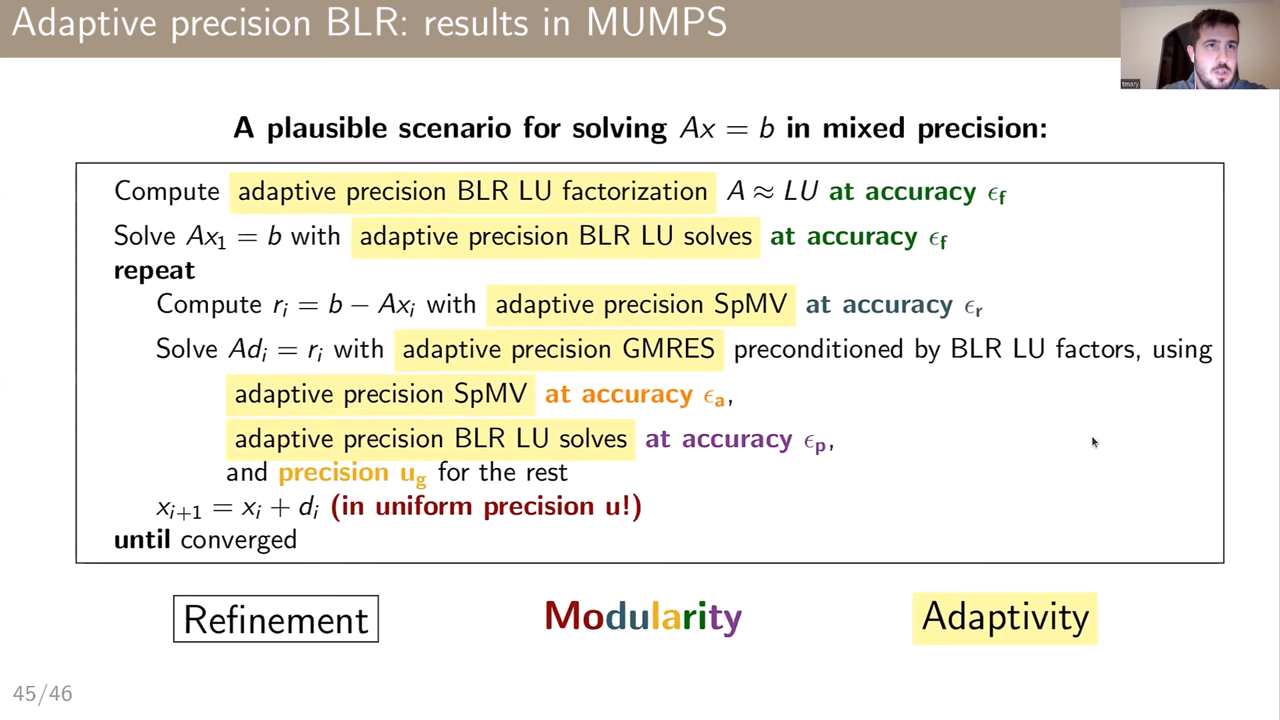 Adaptive precision BLR: results in MUMPS
tmary
A plausible scenario for solving Ax = b in mixed precision:
Compute adaptive precision BLR LU factorization A ≈ LU at accuracy ϵf
Solve Ax₁ = b with adaptive precision BLR LU solves at accuracy ϵf
repeat
Compute rᵢ = b − Axᵢ with adaptive precision SpMV at accuracy ϵr
Solve Adᵢ = rᵢ with adaptive precision GMRES preconditioned by BLR LU factors, using
adaptive precision SpMV at accuracy ϵa,
adaptive precision BLR LU solves at accuracy ϵp,
and precision ug for the rest
xᵢ₊₁ = xᵢ + dᵢ (in uniform precision u!)
until converged
Refinement Modularity Adaptivity
45/46